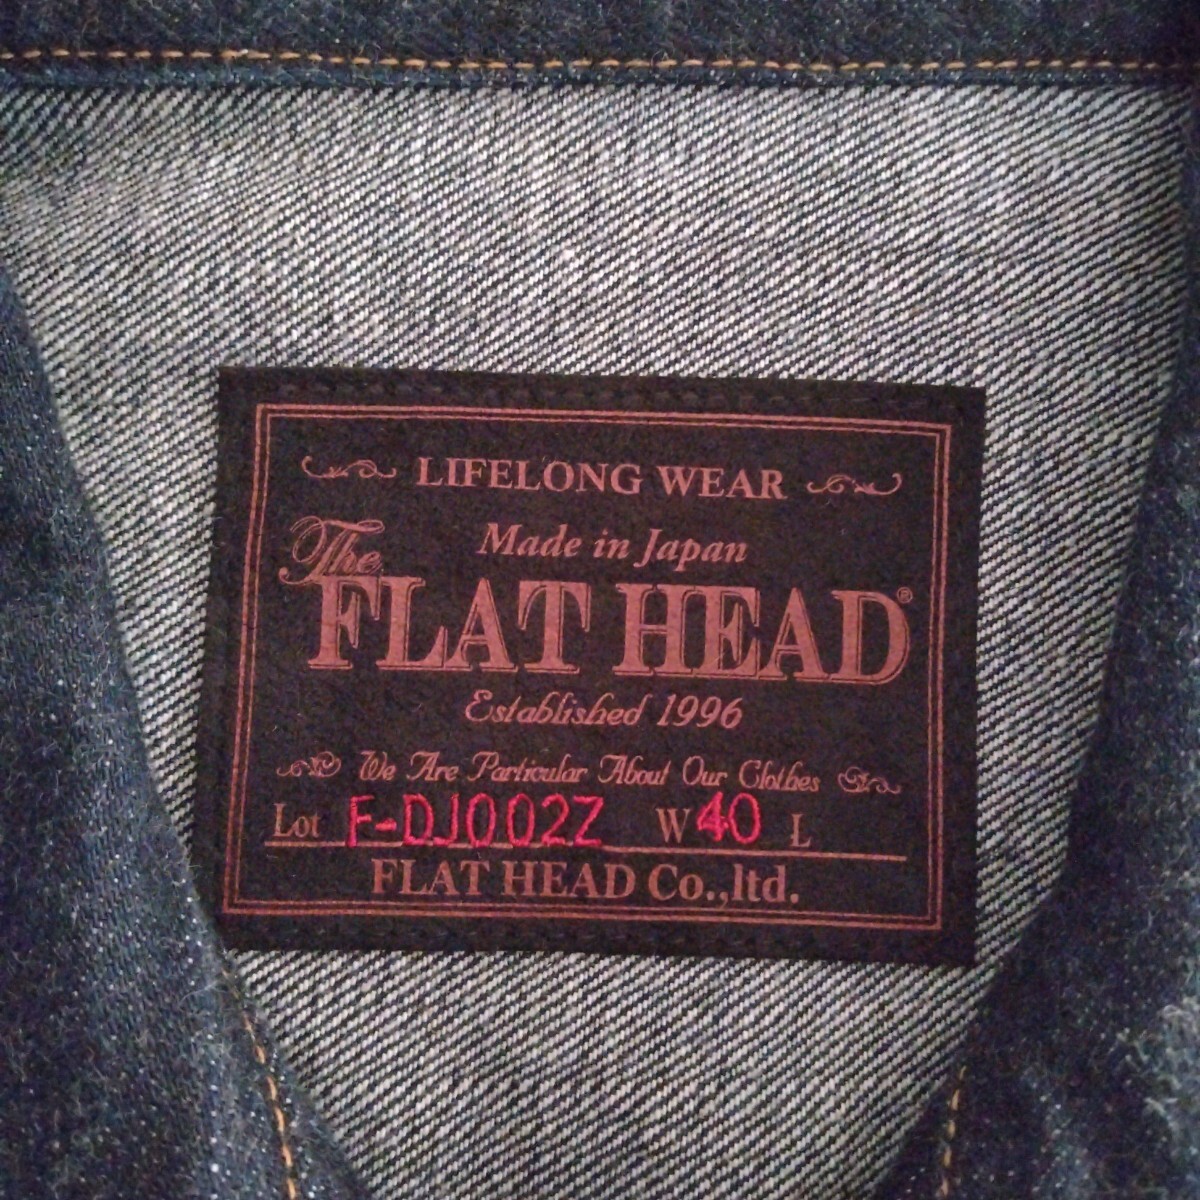 LIFELONG WEAR
Made in Japan
The
FLAT HEAD®
Established 1996
We Are Particular About Our Clothes
Lot F-DJ002Z W 40 L
FLAT HEAD Co.,ltd.